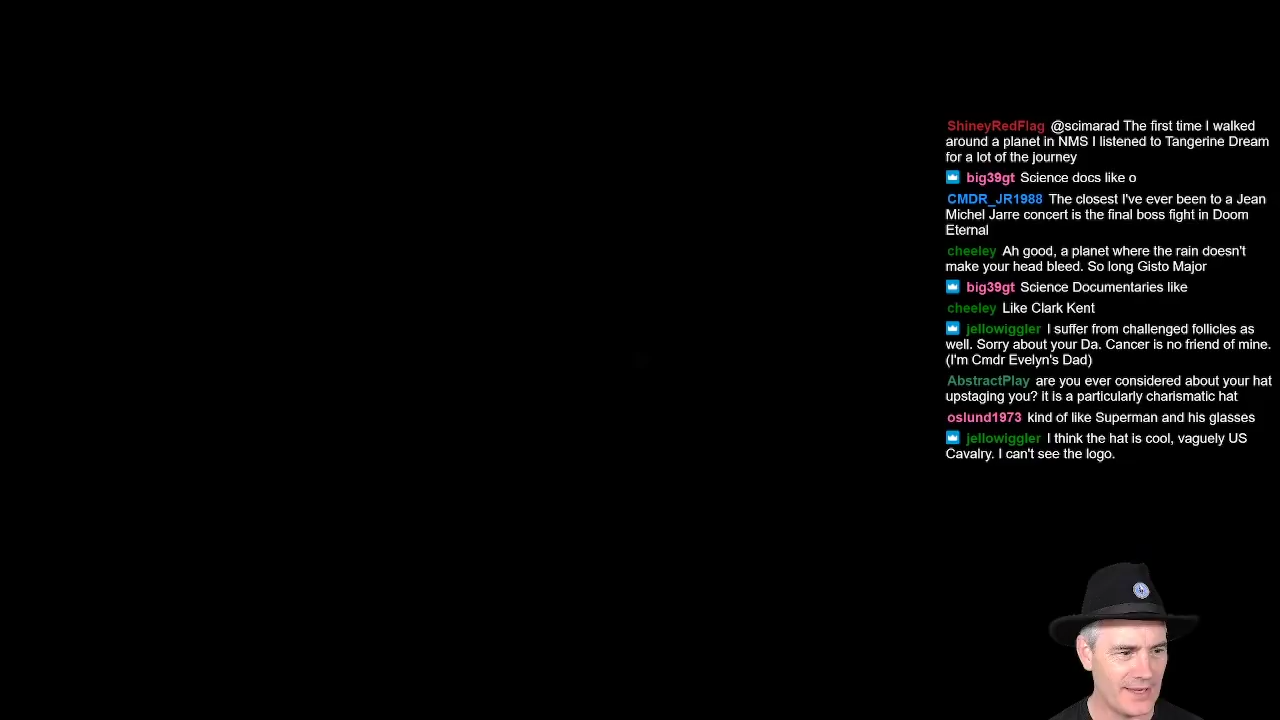 ShineyRedFlag @scimarad The first time I walked
around a planet in NMS I listened to Tangerine Dream
for a lot of the journey
big39gt Science docs like o
CMDR_JR1988 The closest I've ever been to a Jean
Michel Jarre concert is the final boss fight in Doom
Eternal
cheeley Ah good, a planet where the rain doesn't
make your head bleed. So long Gisto Major
big39gt Science Documentaries like
cheeley Like Clark Kent
jellowiggler I suffer from challenged follicles as
well. Sorry about your Da. Cancer is no friend of mine.
(I'm Cmdr Evelyn's Dad)
AbstractPlay are you ever considered about your hat
upstaging you? it is a particularly charismatic hat
oslund1973 kind of like Superman and his glasses
jellowiggler I think the hat is cool, vaguely US
Cavalry. I can't see the logo.